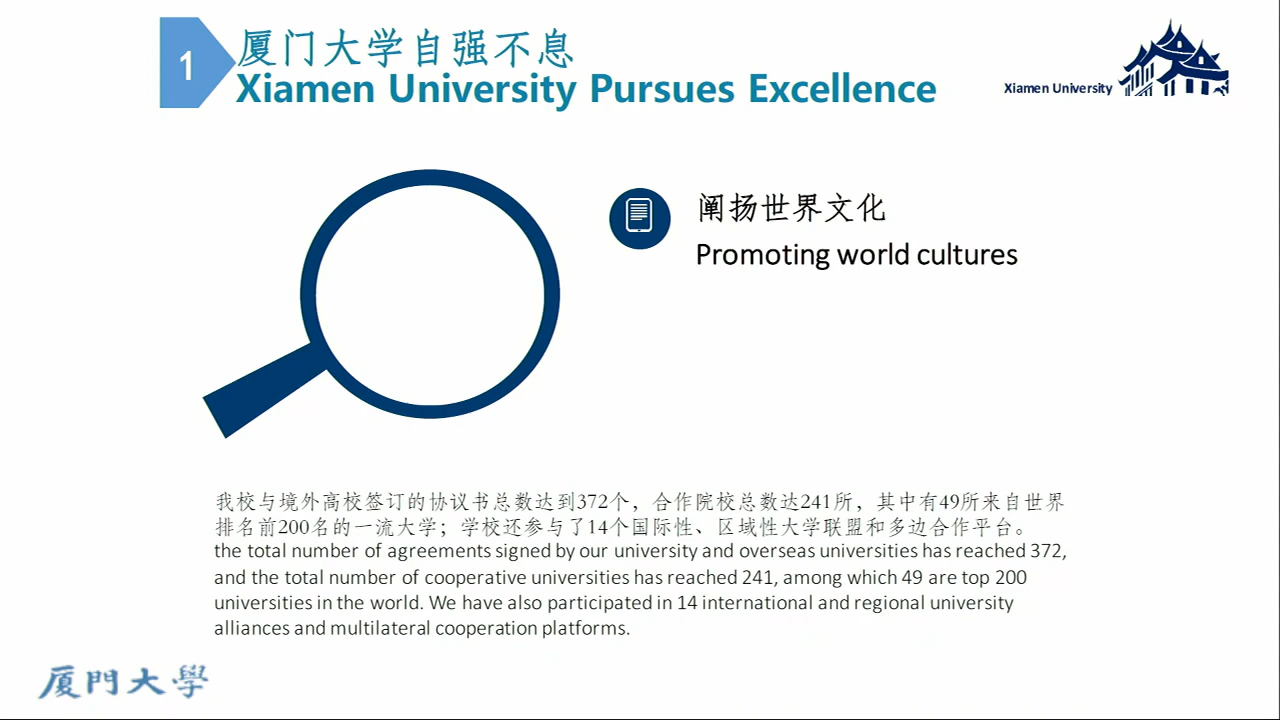 1
厦门大学自强不息
Xiamen University Pursues Excellence
Xiamen University
阐扬世界文化
Promoting world cultures
我校与境外高校签订的协议书总数达到372个，合作院校总数达241所，其中有49所来自世界
排名前200名的一流大学；学校还参与了14个国际性、区域性大学联盟和多边合作平台。
the total number of agreements signed by our university and overseas universities has reached 372,
and the total number of cooperative universities has reached 241, among which 49 are top 200
universities in the world. We have also participated in 14 international and regional university
alliances and multilateral cooperation platforms.
厦門大學